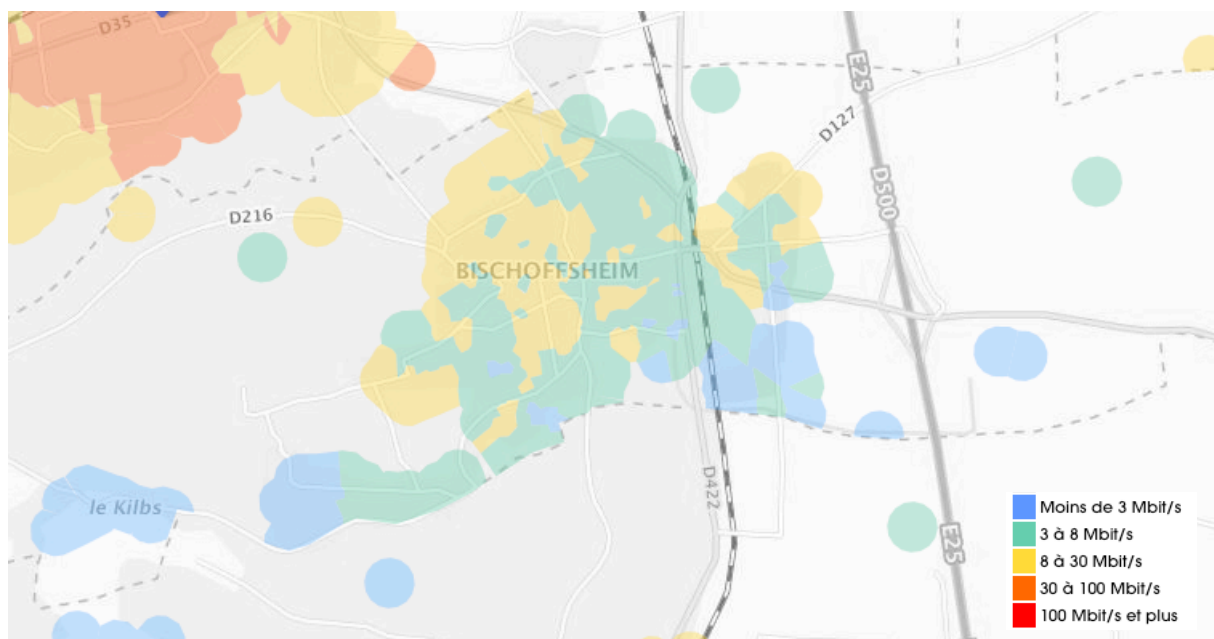 D35
E25
D127
D216
D500
BISCHOFFSHEIM
D422
le Kilbs
E25
Moins de 3 Mbit/s
3 à 8 Mbit/s
8 à 30 Mbit/s
30 à 100 Mbit/s
100 Mbit/s et plus